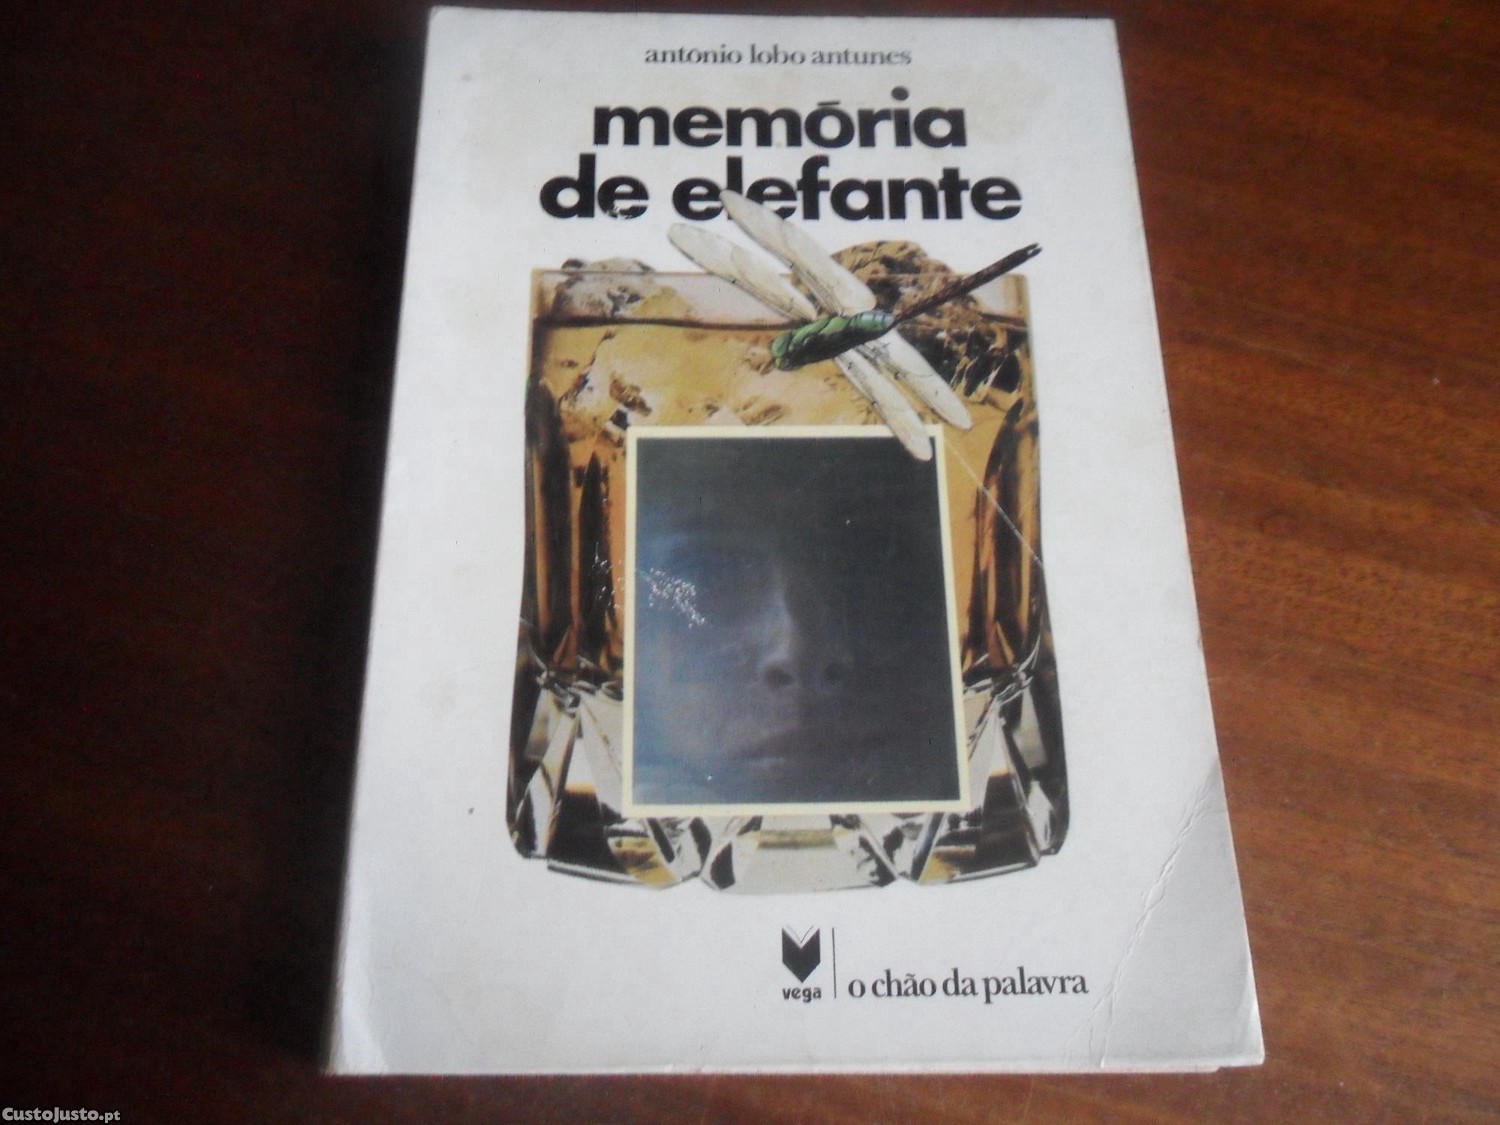 antónio lobo antunes
memória
de elefante
vega
o chão da palavra
CustoJusto.pt